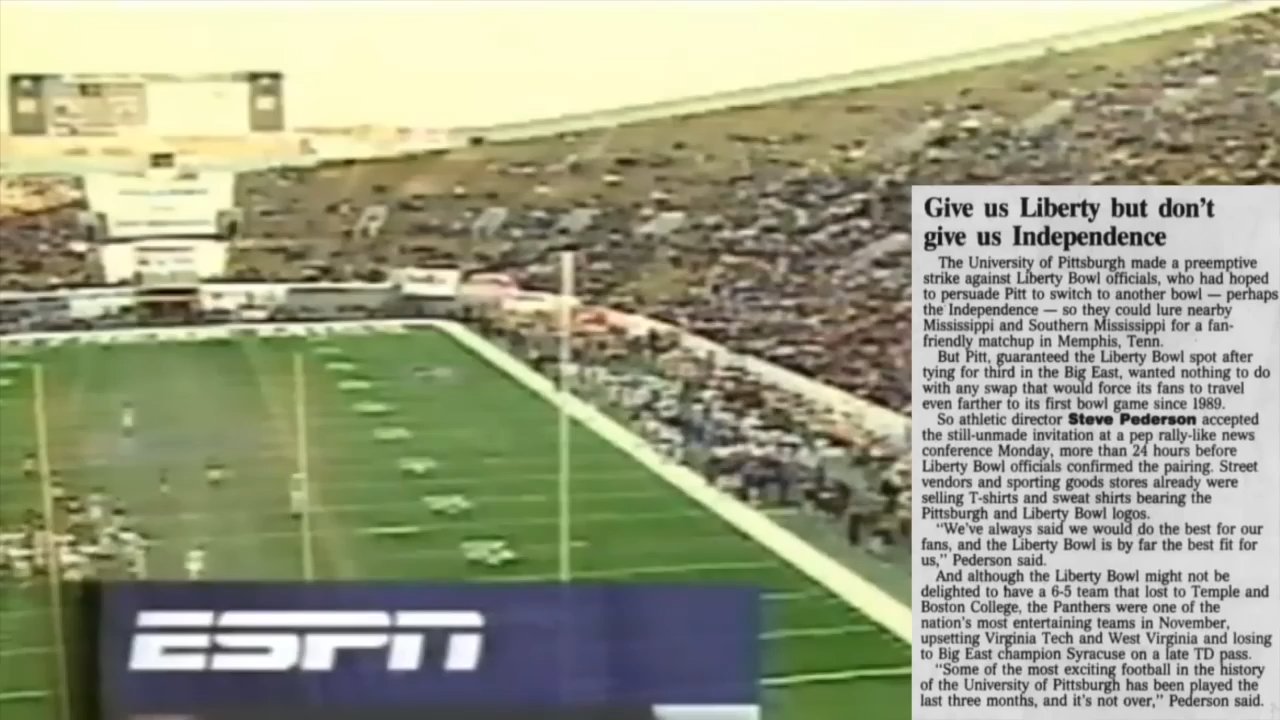 Give us Liberty but don't
give us Independence
The University of Pittsburgh made a preemptive
strike against Liberty Bowl officials, who had hoped
to persuade Pitt to switch to another bowl — perhaps
the Independence — so they could lure nearby
Mississippi and Southern Mississippi for a fan-
friendly matchup in Memphis, Tenn.
But Pitt, guaranteed the Liberty Bowl spot after
tying for third in the Big East, wanted nothing to do
with any swap that would force its fans to travel
even farther to its first bowl game since 1989.
So athletic director Steve Pederson accepted
the still-unmade invitation at a pep rally-like news
conference Monday, more than 24 hours before
Liberty Bowl officials confirmed the pairing. Street
vendors and sporting goods stores already were
selling T-shirts and sweat shirts bearing the
Pittsburgh and Liberty Bowl logos.
"We've always said we would do the best for our
fans, and the Liberty Bowl is by far the best fit for
us," Pederson said.
And although the Liberty Bowl might not be
delighted to have a 6-5 team that lost to Temple and
Boston College, the Panthers were one of the
nation's most entertaining teams in November,
upsetting Virginia Tech and West Virginia and losing
to Big East champion Syracuse on a late TD pass.
"Some of the most exciting football in the history
of the University of Pittsburgh has been played the
last three months, and it's not over," Pederson said.
ESPN